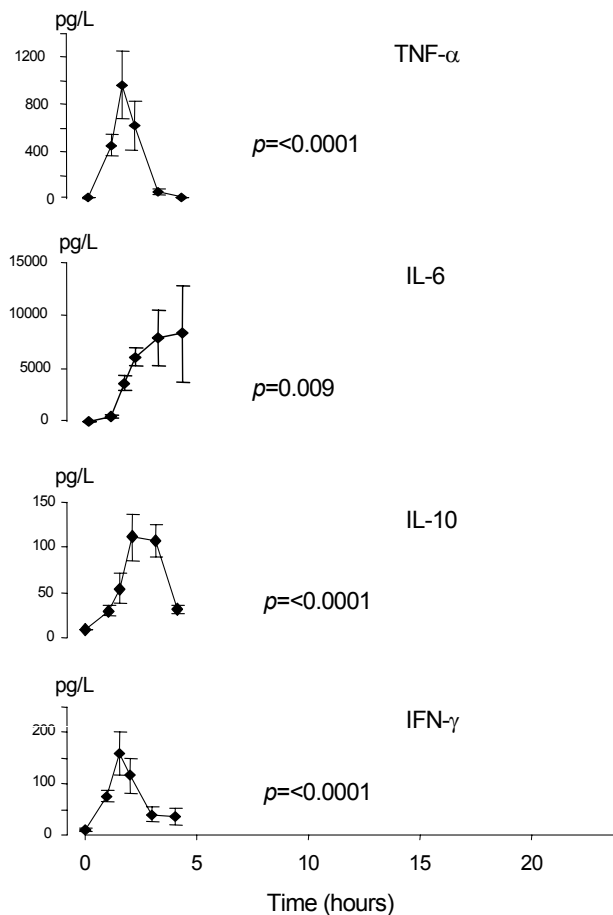 pg/L
TNF-α
1200
800
400
0
p=<0.0001
pg/L
IL-6
15000
10000
5000
0
p=0.009
pg/L
IL-10
150
100
50
0
p=<0.0001
pg/L
IFN-γ
200
100
0
p=<0.0001
0 5 10 15 20
Time (hours)